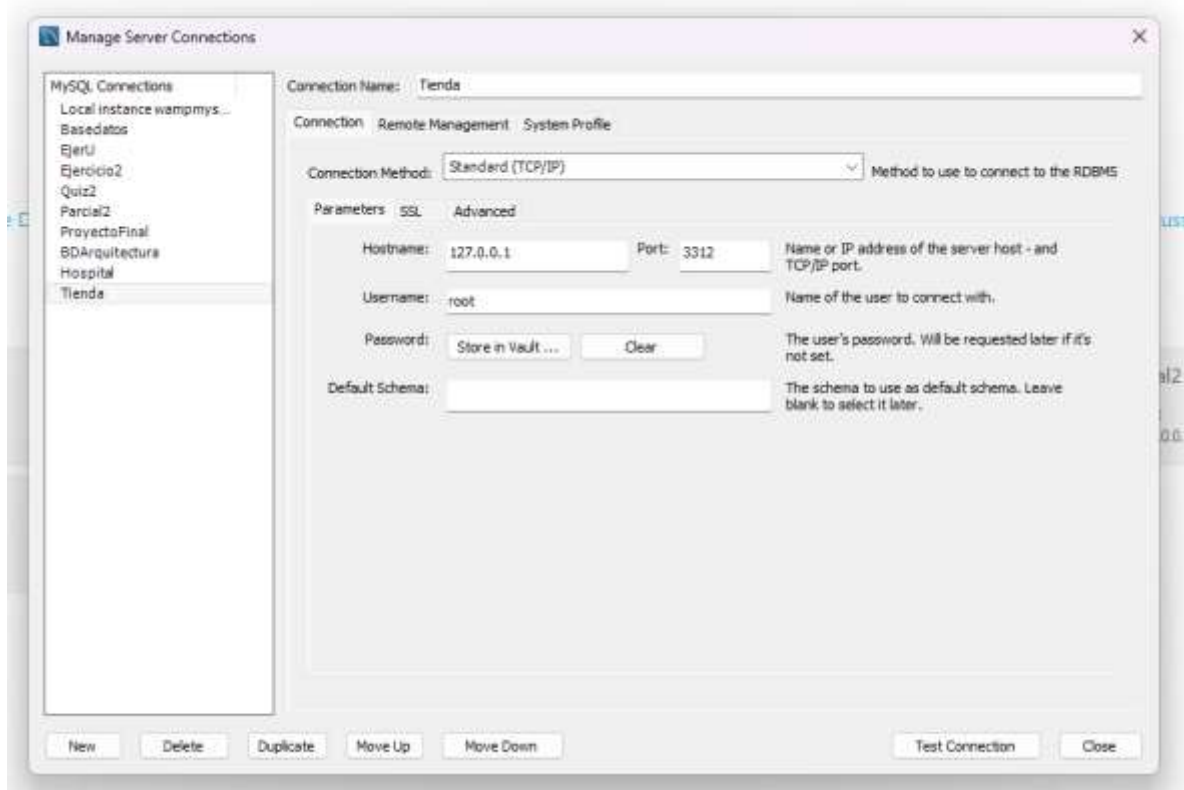 Manage Server Connections
MySQL Connections
Local instance wampmys...
Basedatos
EjerU
Ejercicio2
Quiz2
Parcial2
ProyectoFinal
BDArquitectura
Hospital
Tienda
Connection Name: Tienda
Connection Remote Management System Profile
Connection Method: Standard (TCP/IP) Method to use to connect to the RDBMS
Parameters SSL Advanced
Hostname: 127.0.0.1 Port: 3312 Name or IP address of the server host - and
TCP/IP port.
Username: root Name of the user to connect with.
Password: Store in Vault ... Clear The user's password. Will be requested later if it's
not set.
Default Schema: The schema to use as default schema. Leave
blank to select it later.
New Delete Duplicate Move Up Move Down Test Connection Close